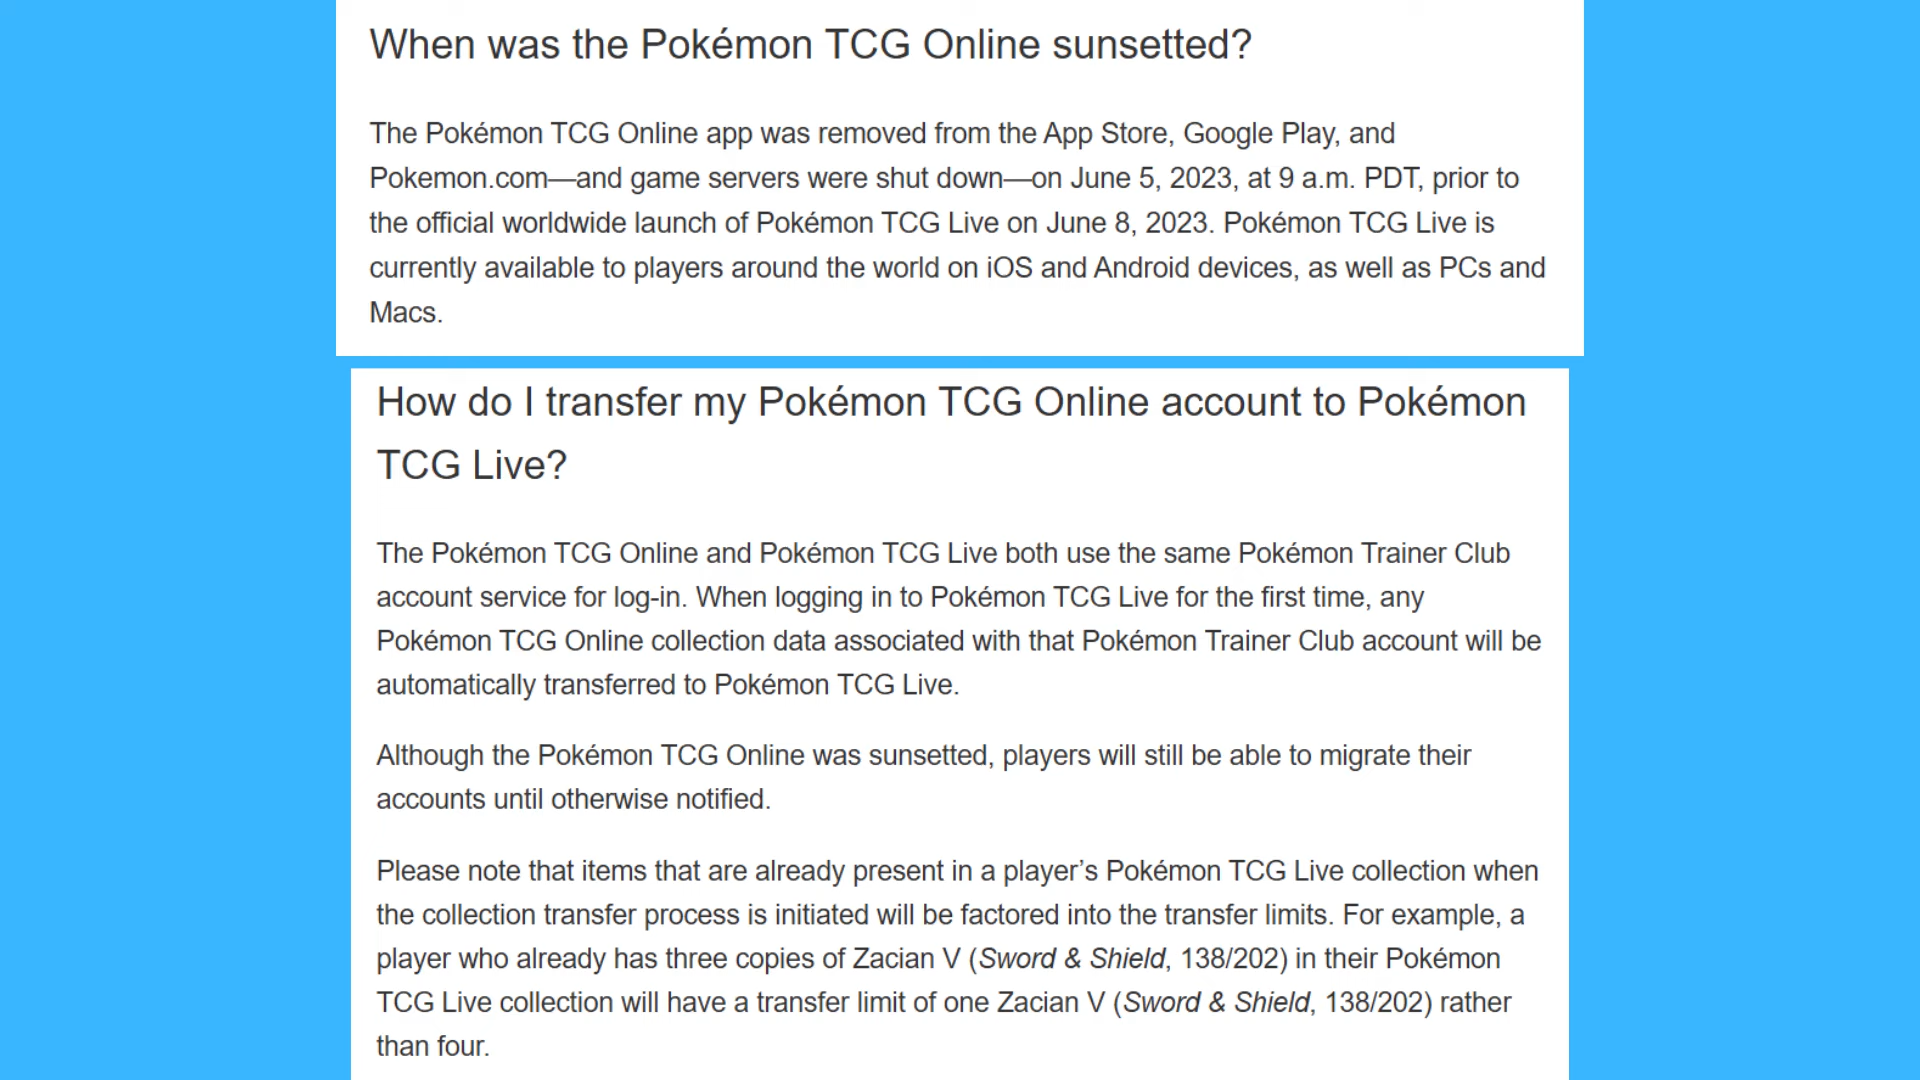 When was the Pokémon TCG Online sunsetted?
The Pokémon TCG Online app was removed from the App Store, Google Play, and
Pokemon.com—and game servers were shut down—on June 5, 2023, at 9 a.m. PDT, prior to
the official worldwide launch of Pokémon TCG Live on June 8, 2023. Pokémon TCG Live is
currently available to players around the world on iOS and Android devices, as well as PCs and
Macs.
How do I transfer my Pokémon TCG Online account to Pokémon
TCG Live?
The Pokémon TCG Online and Pokémon TCG Live both use the same Pokémon Trainer Club
account service for log-in. When logging in to Pokémon TCG Live for the first time, any
Pokémon TCG Online collection data associated with that Pokémon Trainer Club account will be
automatically transferred to Pokémon TCG Live.
Although the Pokémon TCG Online was sunsetted, players will still be able to migrate their
accounts until otherwise notified.
Please note that items that are already present in a player’s Pokémon TCG Live collection when
the collection transfer process is initiated will be factored into the transfer limits. For example, a
player who already has three copies of Zacian V (Sword & Shield, 138/202) in their Pokémon
TCG Live collection will have a transfer limit of one Zacian V (Sword & Shield, 138/202) rather
than four.